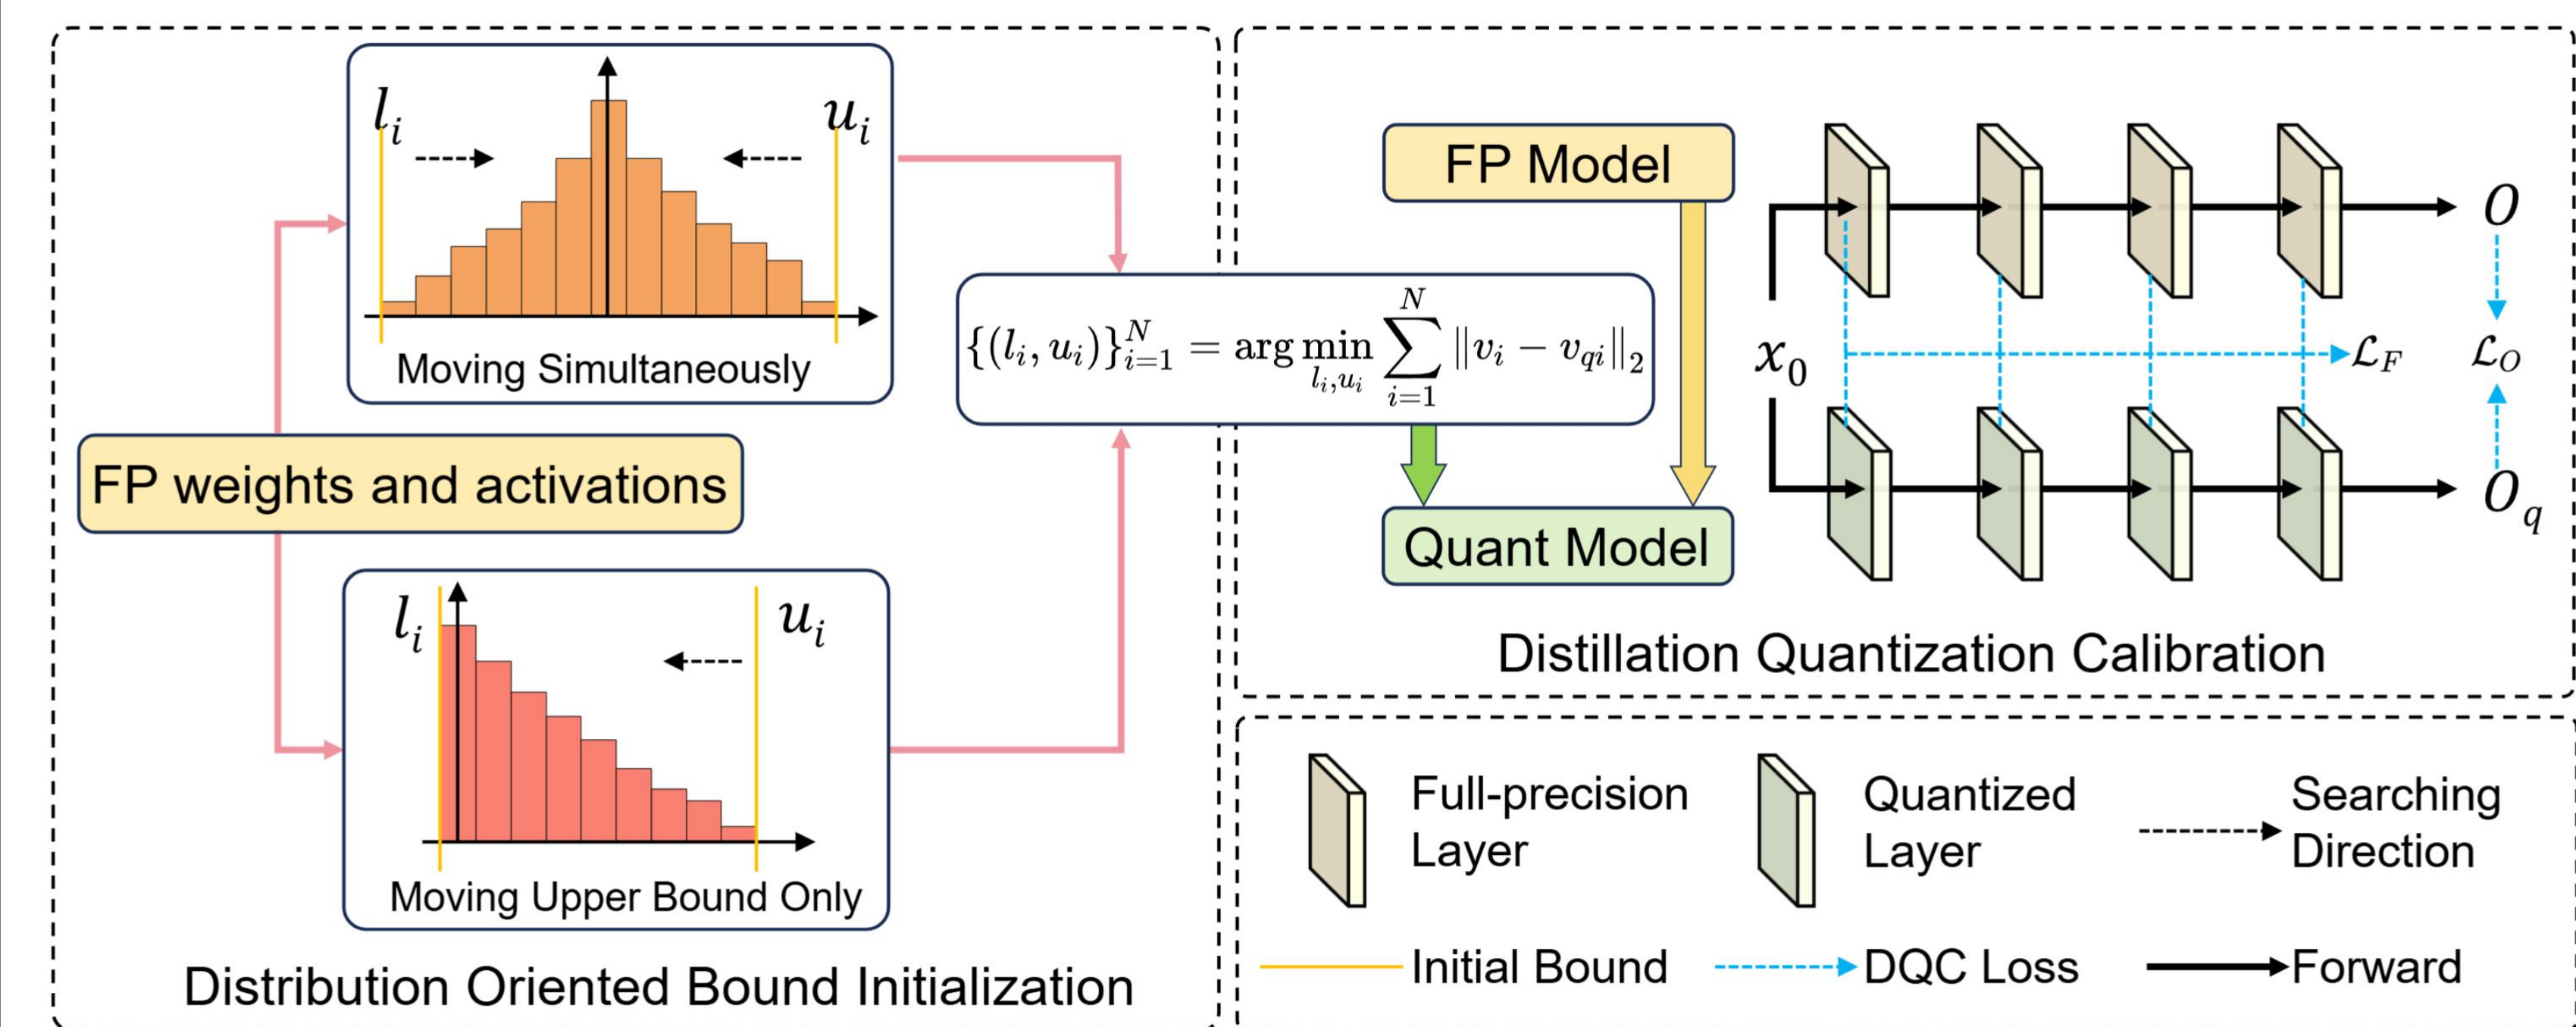 l_i
u_i
Moving Simultaneously
FP weights and activations
l_i
u_i
Moving Upper Bound Only
Distribution Oriented Bound Initialization
{(l_i, u_i)}_{i=1}^N = arg min_{l_i,u_i} ∑_{i=1}^N ‖v_i − v_{qi}‖_2
FP Model
Quant Model
x_0
O
ℒ_F
ℒ_O
O_q
Distillation Quantization Calibration
Full-precision
Layer
Quantized
Layer
Searching
Direction
Initial Bound
DQC Loss
Forward